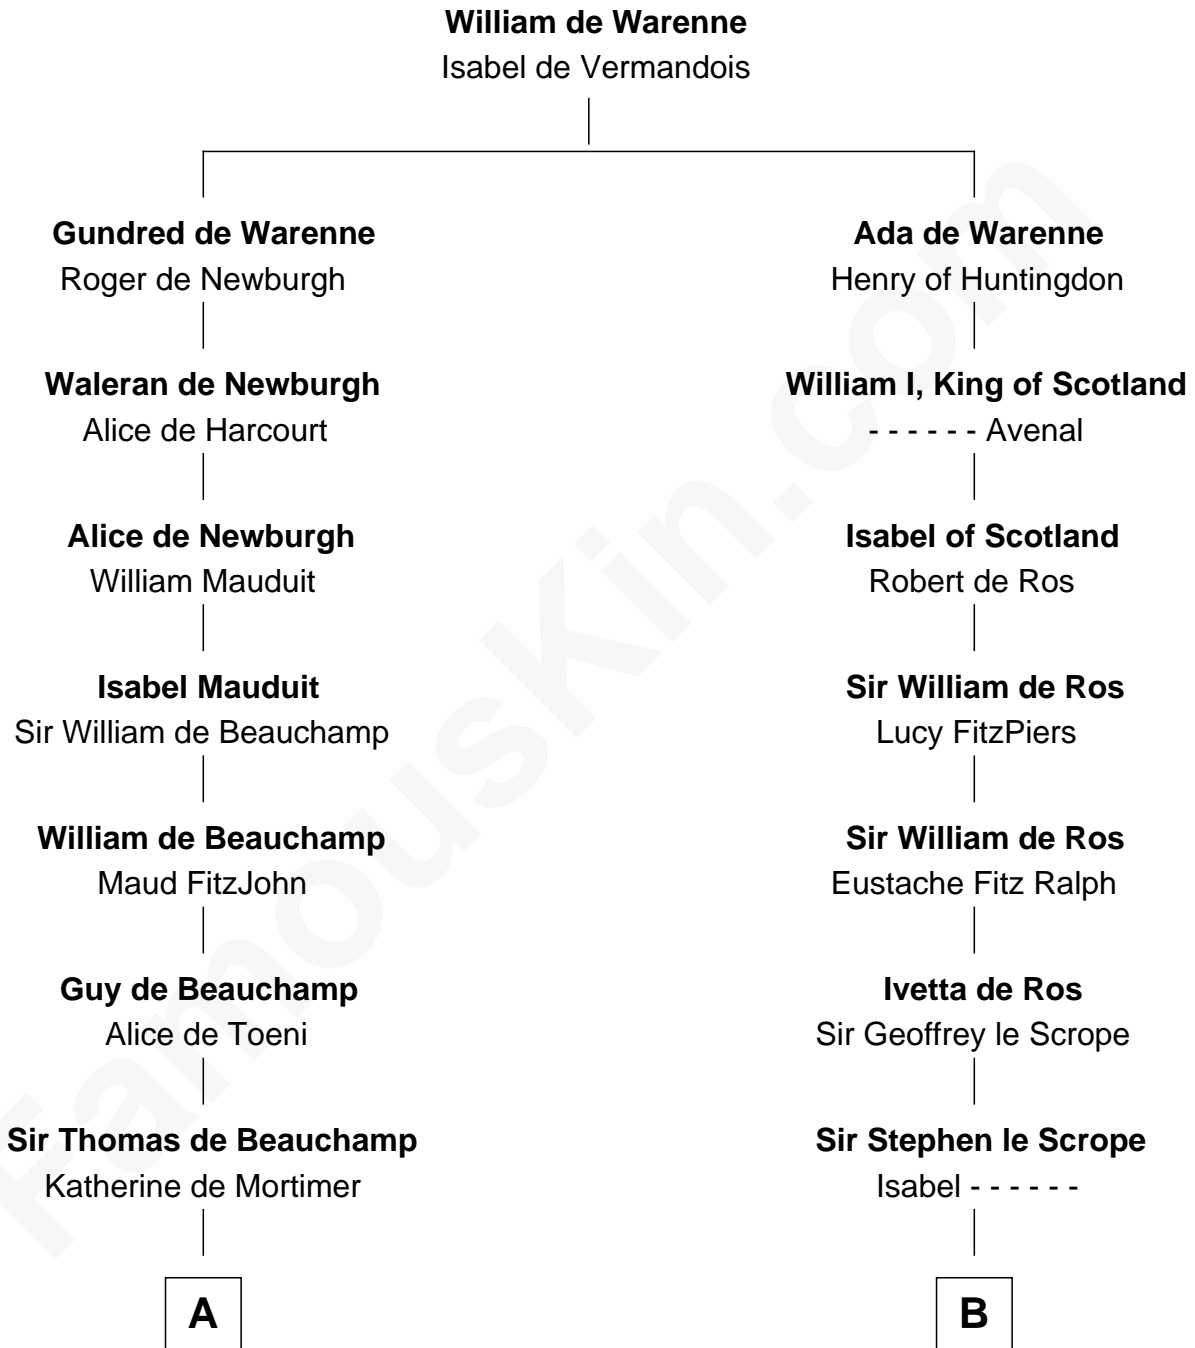 William de Warenne
Isabel de Vermandois
Gundred de Warenne
Roger de Newburgh
Ada de Warenne
Henry of Huntingdon
Waleran de Newburgh
Alice de Harcourt
William I, King of Scotland
- - - - - - Avenal
Alice de Newburgh
William Mauduit
Isabel of Scotland
Robert de Ros
Isabel Mauduit
Sir William de Beauchamp
Sir William de Ros
Lucy FitzPiers
William de Beauchamp
Maud FitzJohn
Sir William de Ros
Eustache Fitz Ralph
Guy de Beauchamp
Alice de Toeni
Ivetta de Ros
Sir Geoffrey le Scrope
Sir Thomas de Beauchamp
Katherine de Mortimer
Sir Stephen le Scrope
Isabel - - - - - -
A
B
FamousKin.com